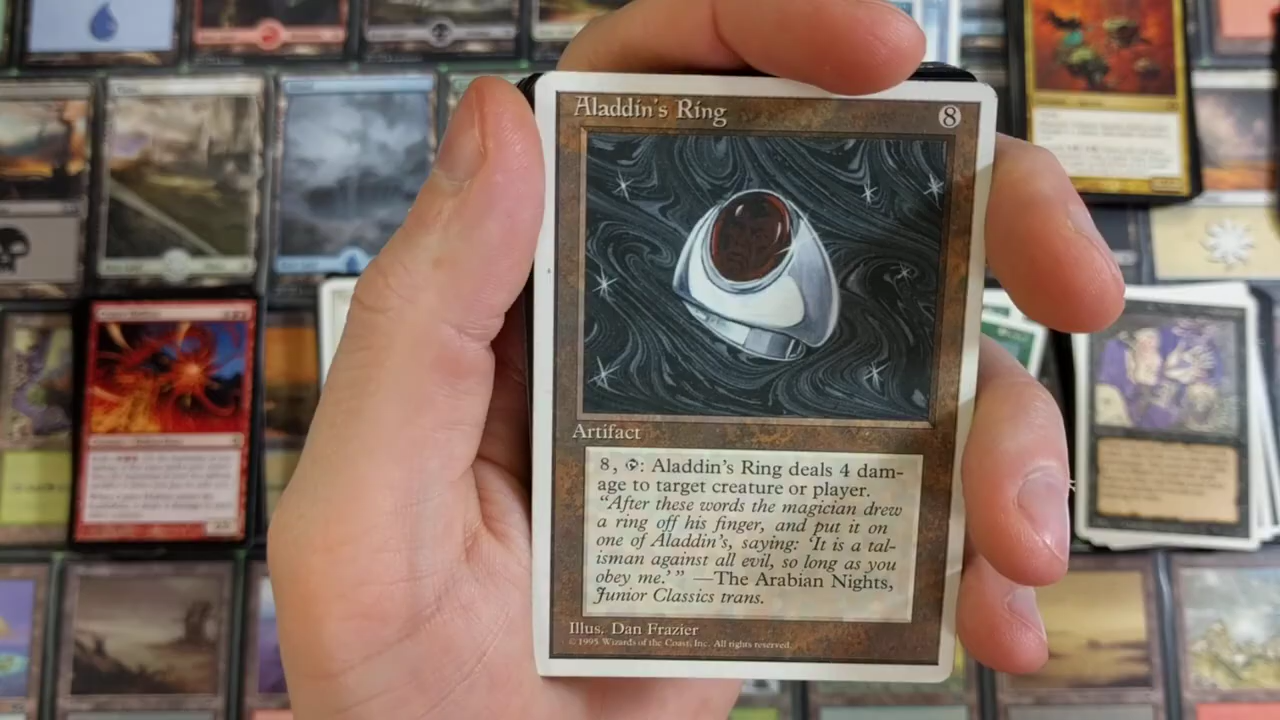 Aladdin's Ring 8
Artifact
8, : Aladdin's Ring deals 4 dam-
age to target creature or player.
"After these words the magician drew
a ring off his finger, and put it on
one of Aladdin's, saying: 'It is a tal-
isman against all evil, so long as you
obey me.'" —The Arabian Nights,
Junior Classics trans.
Illus. Dan Frazier
© 1995 Wizards of the Coast, Inc. All rights reserved.